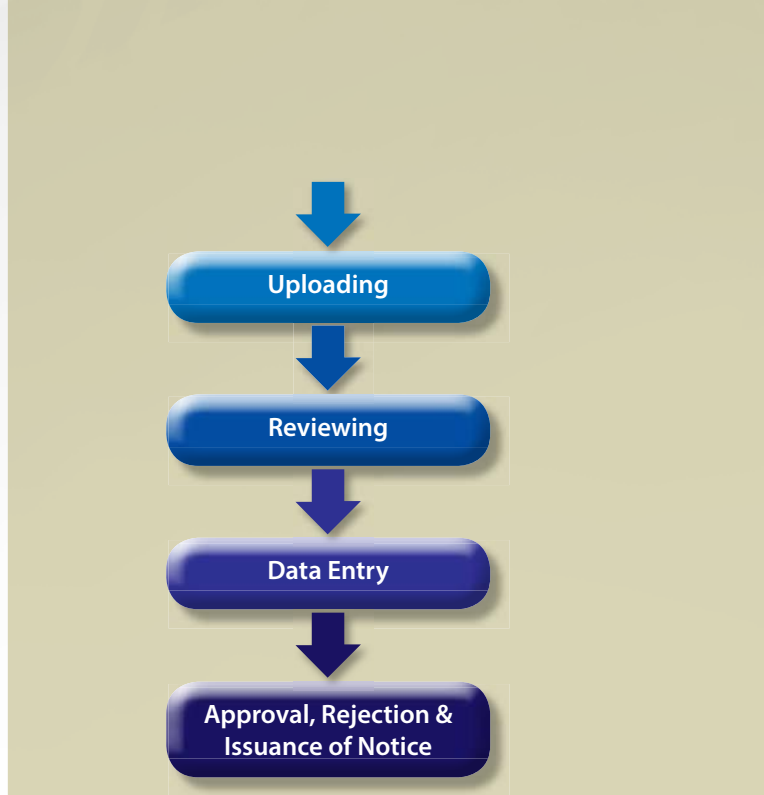 Uploading
Reviewing
Data Entry
Approval, Rejection &
Issuance of Notice